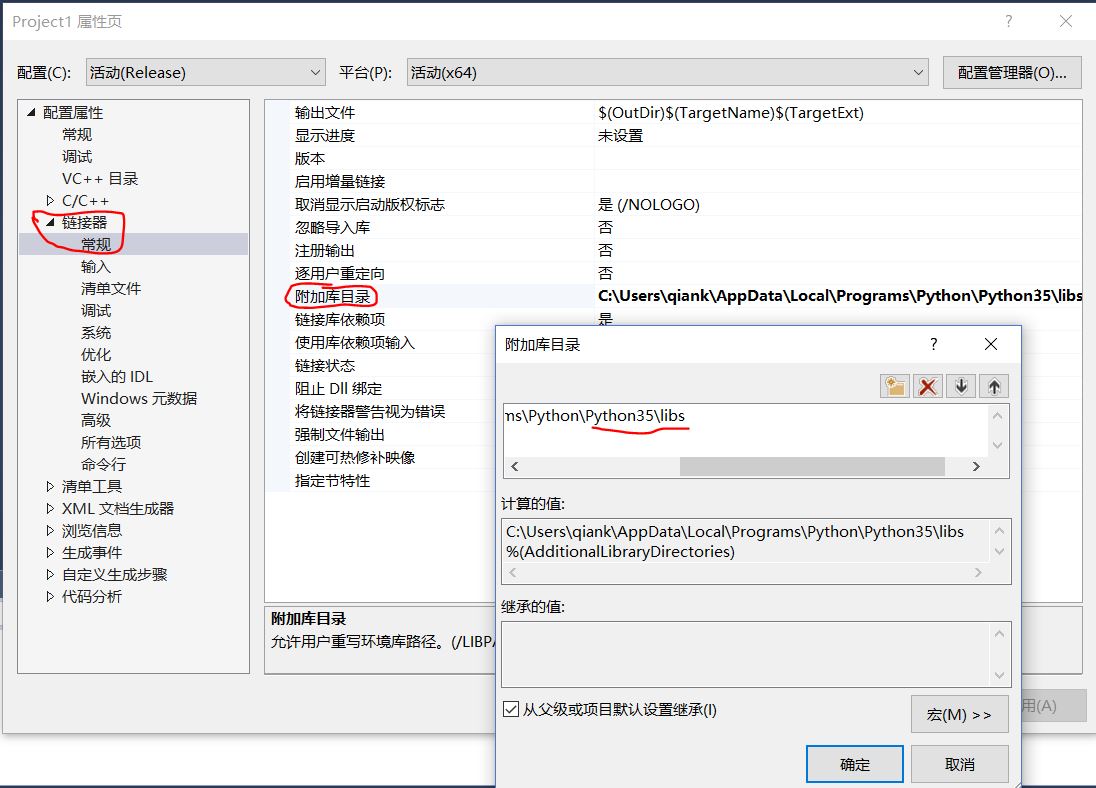 Project1 属性页
配置(C):
活动(Release)
平台(P):
活动(x64)
配置管理器(O)...
配置属性
常规
调试
VC++ 目录
C/C++
链接器
常规
输入
清单文件
调试
系统
优化
嵌入的 IDL
Windows 元数据
高级
所有选项
命令行
清单工具
XML 文档生成器
浏览信息
生成事件
自定义生成步骤
代码分析
输出文件 $(OutDir)$(TargetName)$(TargetExt)
显示进度 未设置
版本
启用增量链接
取消显示启动版权标志 是 (/NOLOGO)
忽略导入库 否
注册输出 否
逐用户重定向 否
附加库目录 C:\Users\qiank\AppData\Local\Programs\Python\Python35\libs
链接库依赖项 是
使用库依赖项输入
链接状态
阻止 Dll 绑定
将链接器警告视为错误
强制文件输出
创建可热修补映像
指定节特性
附加库目录
允许用户重写环境库路径。(/LIBPA
附加库目录
ms\Python\Python35\libs
计算的值:
C:\Users\qiank\AppData\Local\Programs\Python\Python35\libs
%(AdditionalLibraryDirectories)
继承的值:
从父级或项目默认设置继承(I)
宏(M) >>
确定
取消
用(A)